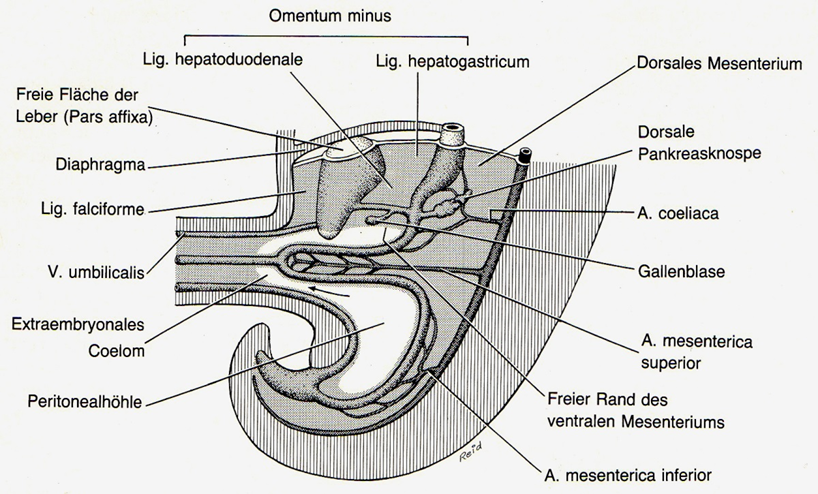 Omentum minus
Lig. hepatoduodenale
Lig. hepatogastricum
Dorsales Mesenterium
Freie Fläche der
Leber (Pars affixa)
Dorsale
Pankreasknospe
Diaphragma
Lig. falciforme
A. coeliaca
V. umbilicalis
Gallenblase
Extraembryonales
Coelom
A. mesenterica
superior
Peritonealhöhle
Freier Rand des
ventralen Mesenteriums
Reid
A. mesenterica inferior